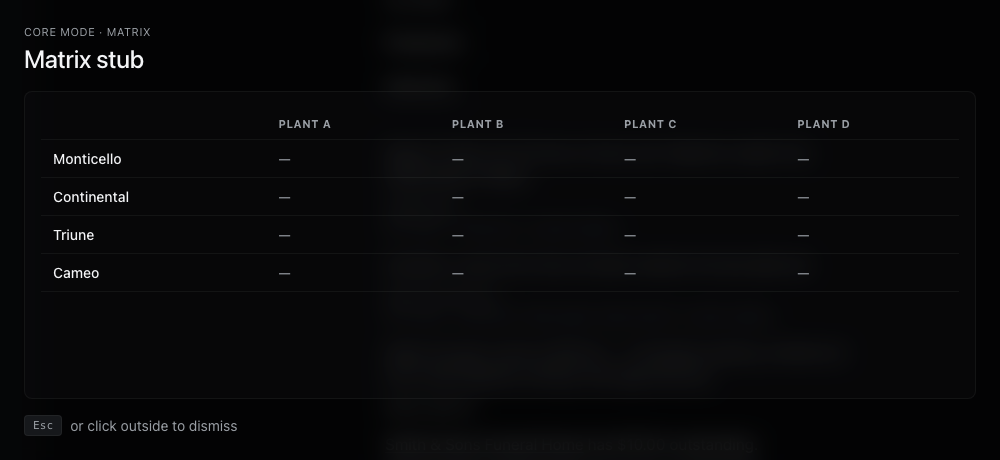 CORE MODE · MATRIX
Matrix stub
PLANT A PLANT B PLANT C PLANT D
Monticello — — — —
Continental — — — —
Triune — — — —
Cameo — — — —
Esc or click outside to dismiss